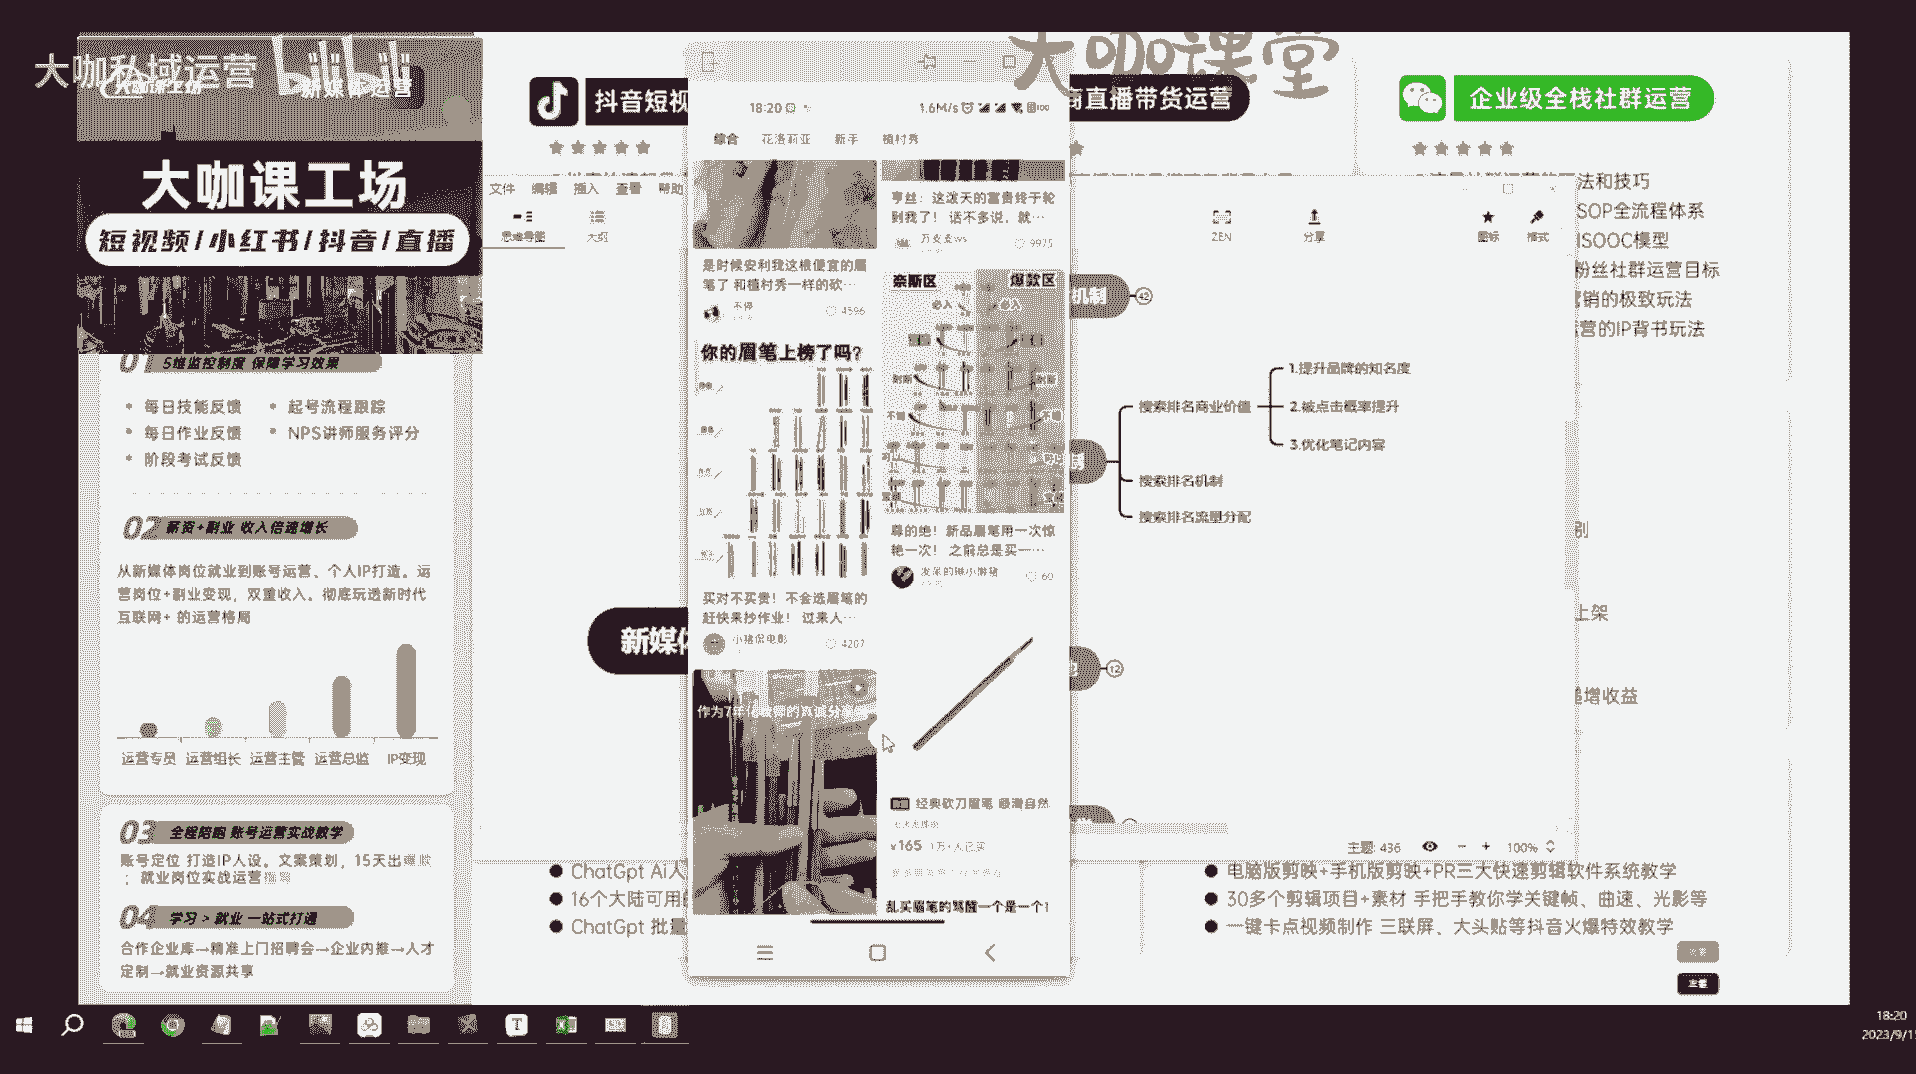 大咖私域运营
大咖课堂
大咖课工场
短视频/小红书/抖音/直播
01 5维监控制度 保障学习效果
每日技能反馈
起号流程跟踪
每日作业反馈
NPS讲师服务评分
阶段考试反馈
02 薪资+副业 收入倍速增长
从新媒体岗位就业到账号运营、个人IP打造。运
营岗位+副业变现，双重收入。彻底玩透新时代
互联网+ 的运营格局
运营专员 运营组长 运营主管 运营总监 IP变现
03 全程陪跑 账号运营实战教学
账号定位 打造IP人设。文案策划，15天出爆款
；就业岗位实战运营
04 学习 > 就业 一站式打通
合作企业库→精准上门招聘会→企业内推→人才
定制→就业资源共享
抖音短视
商直播带货运营
企业级全栈社群运营
文件 编辑 插入 查看 帮助
思维导图 大纲
ZEN 分享 图标 格式
18:20
1.6M/s
100
综合 花洛莉亚 新手 植村秀
是时候安利我这根便宜的眉
笔了 和植村秀一样的砍…
不停
4596
你的眉笔上榜了吗?
买对不买贵！不会选眉笔的
赶快来抄作业！ 过来人…
小猪侃电影
4207
作为7年化妆师的真诚分享
亨丝：这泼天的富贵终于轮
到我了！ 话不多说，就…
万支支ws
9975
奈斯区 爆款区
尊的绝！新品眉笔用一次惊
艳一次！ 之前总是买一…
60
经典砍刀眉笔 顺滑自然
¥165 1万+人已买
乱买眉笔的骂醒一个是一个!
新媒体
机制
42
搜索排名商业价值
1.提升品牌的知名度
2.被点击概率提升
3.优化笔记内容
搜索排名机制
搜索排名流量分配
12
主题: 436
100%
法和技巧
SOP全流程体系
ISOOC模型
粉丝社群运营目标
营销的极致玩法
运营的IP背书玩法
别
上架
递增收益
ChatGpt AI人
16个大陆可用
ChatGpt 批量
电脑版剪映+手机版剪映+PR三大快速剪辑软件系统教学
30多个剪辑项目+素材 手把手教你学关键帧、曲速、光影等
一键卡点视频制作 三联屏、大头贴等抖音火爆特效教学
18:20
2023/9/15